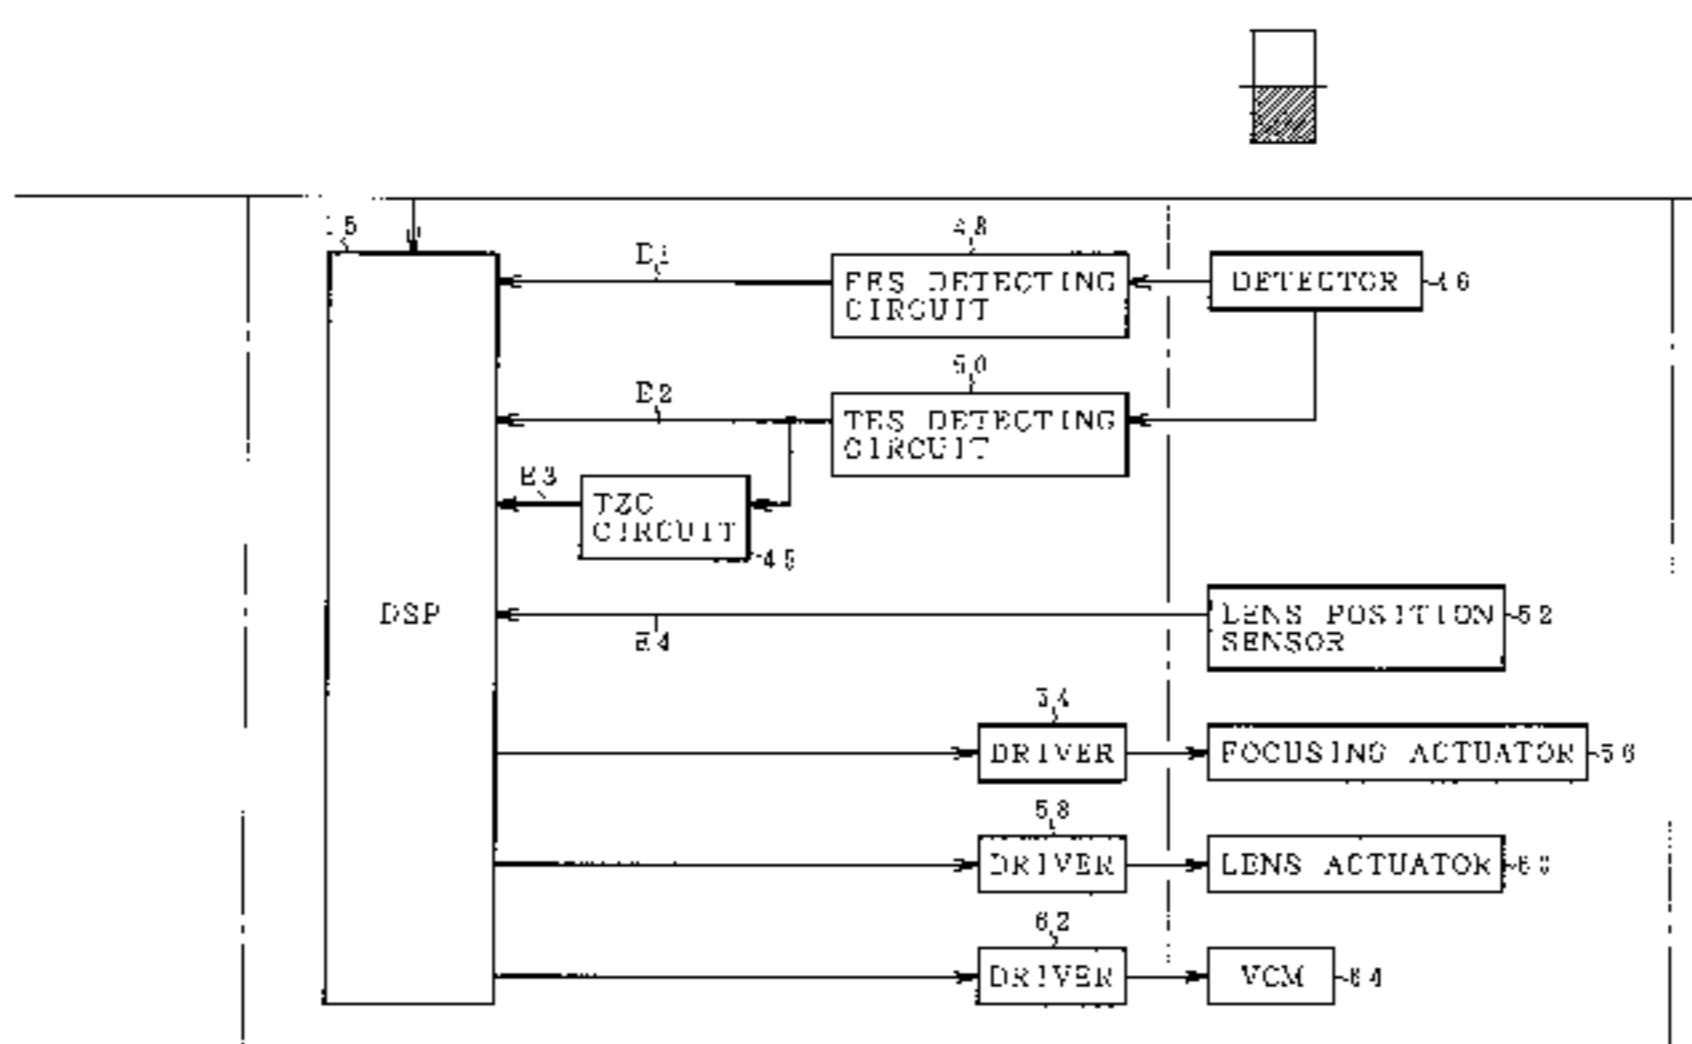 15
48
E1
FES DETECTING
CIRCUIT
DETECTOR
46
50
E2
TES DETECTING
CIRCUIT
E3
TZC
CIRCUIT
45
DSP
E4
LENS POSITION
SENSOR
52
54
DRIVER
FOCUSING ACTUATOR
56
58
DRIVER
LENS ACTUATOR
60
62
DRIVER
VCM
64